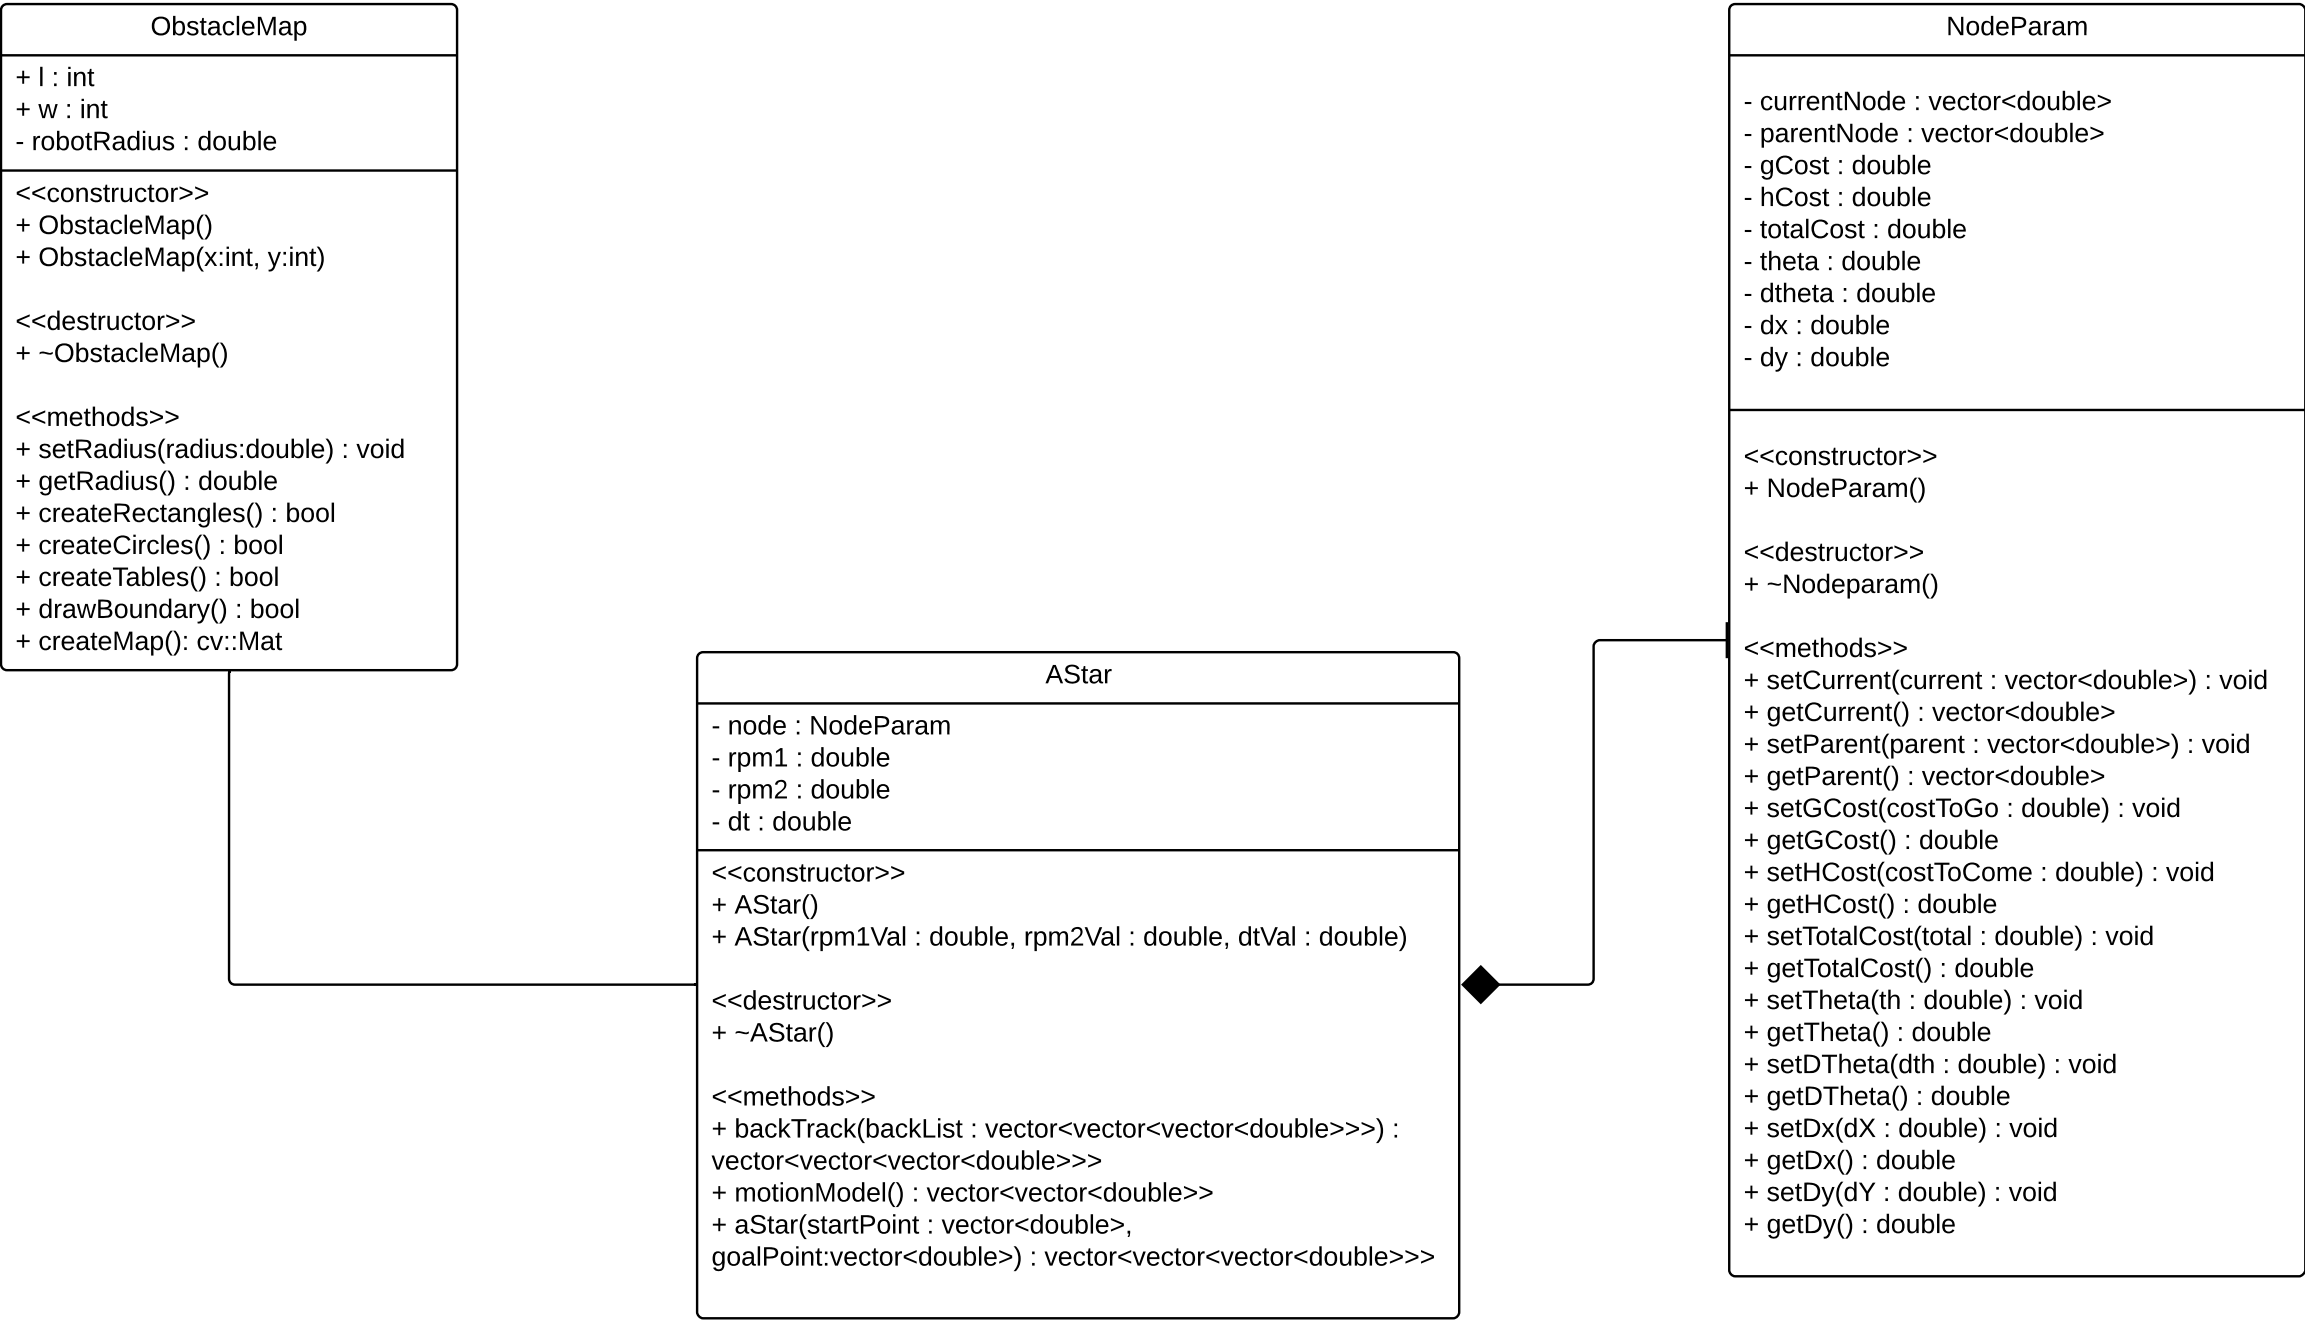 ObstacleMap
+ l : int
+ w : int
- robotRadius : double
<<constructor>>
+ ObstacleMap()
+ ObstacleMap(x:int, y:int)
<<destructor>>
+ ~ObstacleMap()
<<methods>>
+ setRadius(radius:double) : void
+ getRadius() : double
+ createRectangles() : bool
+ createCircles() : bool
+ createTables() : bool
+ drawBoundary() : bool
+ createMap(): cv::Mat
AStar
- node : NodeParam
- rpm1 : double
- rpm2 : double
- dt : double
<<constructor>>
+ AStar()
+ AStar(rpm1Val : double, rpm2Val : double, dtVal : double)
<<destructor>>
+ ~AStar()
<<methods>>
+ backTrack(backList : vector<vector<vector<double>>>) :
vector<vector<vector<double>>>
+ motionModel() : vector<vector<double>>
+ aStar(startPoint : vector<double>,
goalPoint:vector<double>) : vector<vector<vector<double>>>
NodeParam
- currentNode : vector<double>
- parentNode : vector<double>
- gCost : double
- hCost : double
- totalCost : double
- theta : double
- dtheta : double
- dx : double
- dy : double
<<constructor>>
+ NodeParam()
<<destructor>>
+ ~Nodeparam()
<<methods>>
+ setCurrent(current : vector<double>) : void
+ getCurrent() : vector<double>
+ setParent(parent : vector<double>) : void
+ getParent() : vector<double>
+ setGCost(costToGo : double) : void
+ getGCost() : double
+ setHCost(costToCome : double) : void
+ getHCost() : double
+ setTotalCost(total : double) : void
+ getTotalCost() : double
+ setTheta(th : double) : void
+ getTheta() : double
+ setDTheta(dth : double) : void
+ getDTheta() : double
+ setDx(dX : double) : void
+ getDx() : double
+ setDy(dY : double) : void
+ getDy() : double